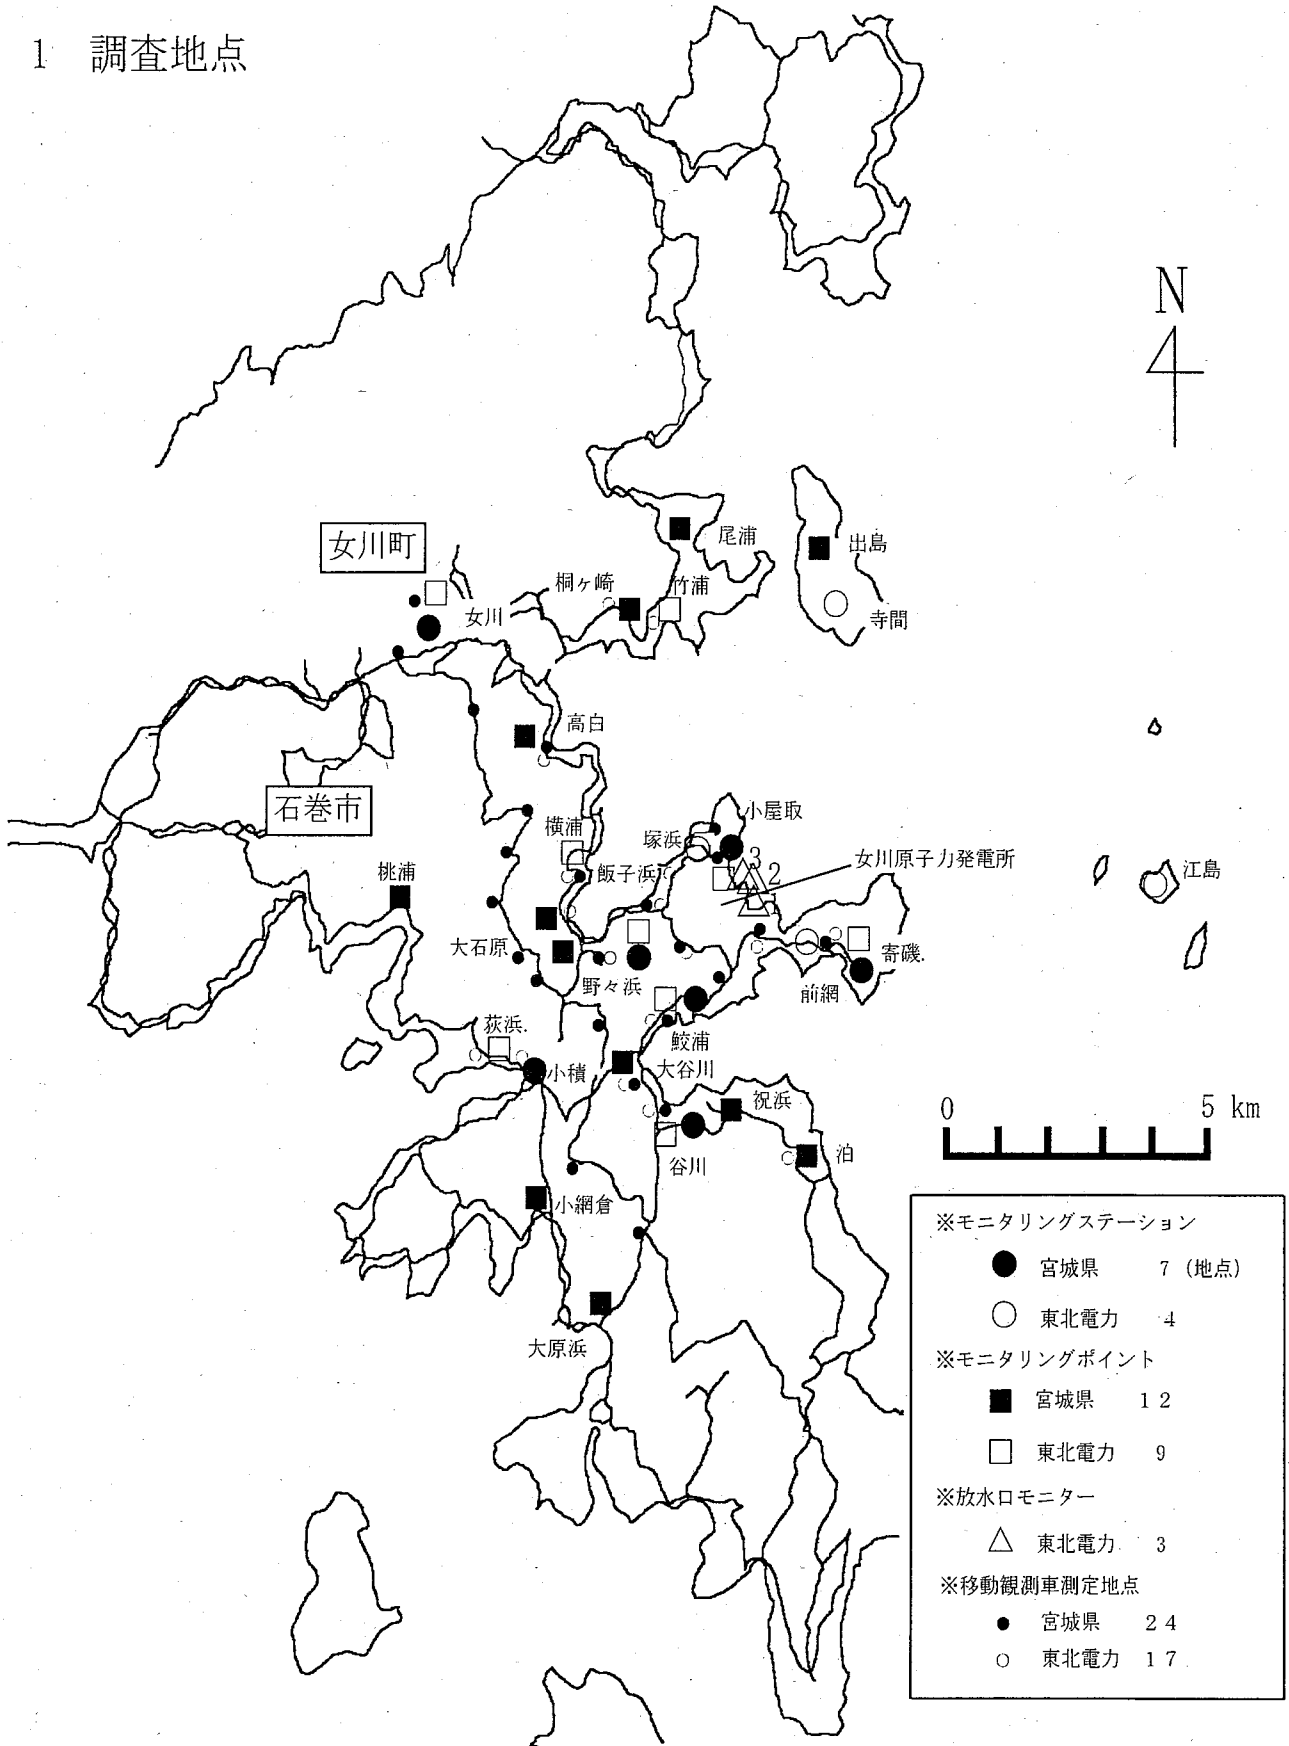 1 調査地点
N
女川町
尾浦
出島
桐ヶ崎
竹浦
女川
寺間
高白
石巻市
小屋取
横浦
塚浜
3
女川原子力発電所
飯子浜
2
桃浦
江島
1
大石原
寄磯.
野々浜
前網
荻浜.
鮫浦
小積
大谷川
祝浜
0 5 km
谷川
泊
小網倉
大原浜
※モニタリングステーション
● 宮城県 7 (地点)
○ 東北電力 4
※モニタリングポイント
■ 宮城県 12
□ 東北電力 9
※放水口モニター
△ 東北電力 3
※移動観測車測定地点
● 宮城県 24
○ 東北電力 17